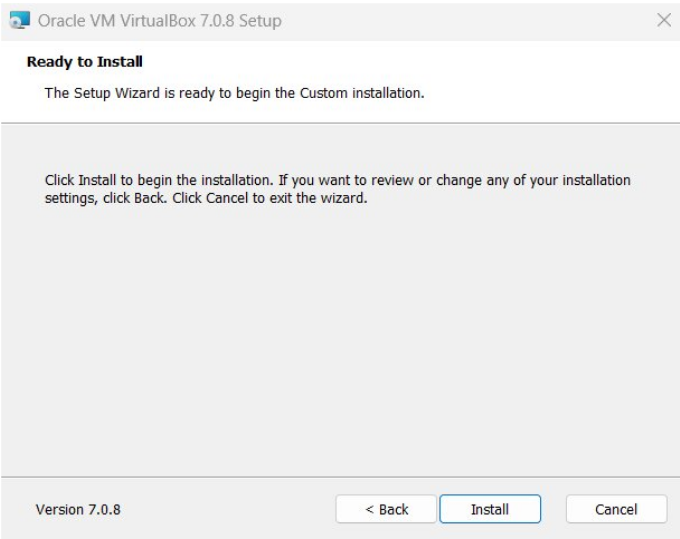 Oracle VM VirtualBox 7.0.8 Setup
Ready to Install
The Setup Wizard is ready to begin the Custom installation.
Click Install to begin the installation. If you want to review or change any of your installation
settings, click Back. Click Cancel to exit the wizard.
Version 7.0.8
< Back
Install
Cancel